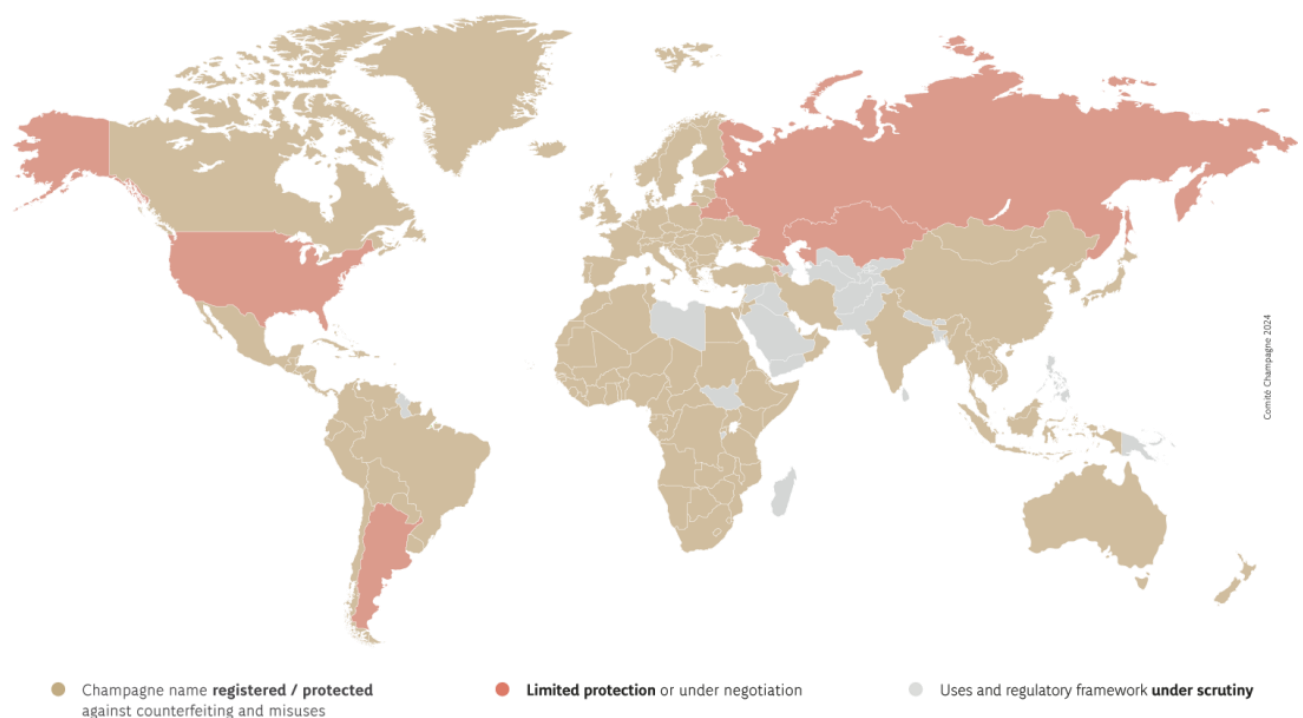 Comité Champagne 2024
Champagne name registered / protected
against counterfeiting and misuses
Limited protection or under negotiation
Uses and regulatory framework under scrutiny